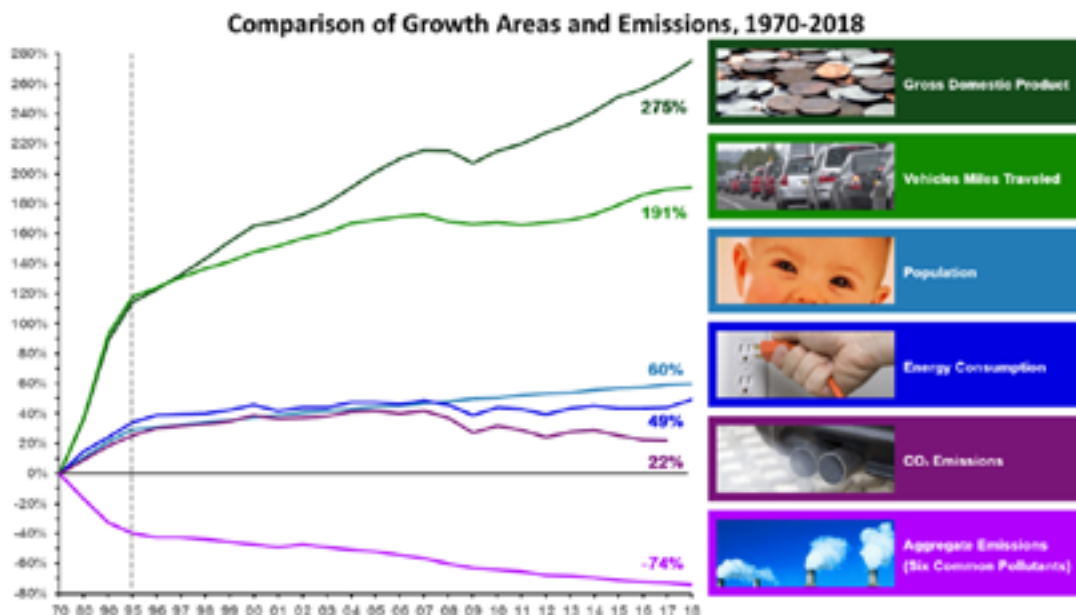 Comparison of Growth Areas and Emissions, 1970-2018
280%
260%
240%
220%
200%
180%
160%
140%
120%
100%
80%
60%
40%
20%
0%
-20%
-40%
-60%
-80%
275%
191%
60%
49%
22%
-74%
70 80 90 95 96 97 98 99 00 01 02 03 04 05 06 07 08 09 10 11 12 13 14 15 16 17 18
Gross Domestic Product
Vehicles Miles Traveled
Population
Energy Consumption
CO₂ Emissions
Aggregate Emissions
(Six Common Pollutants)